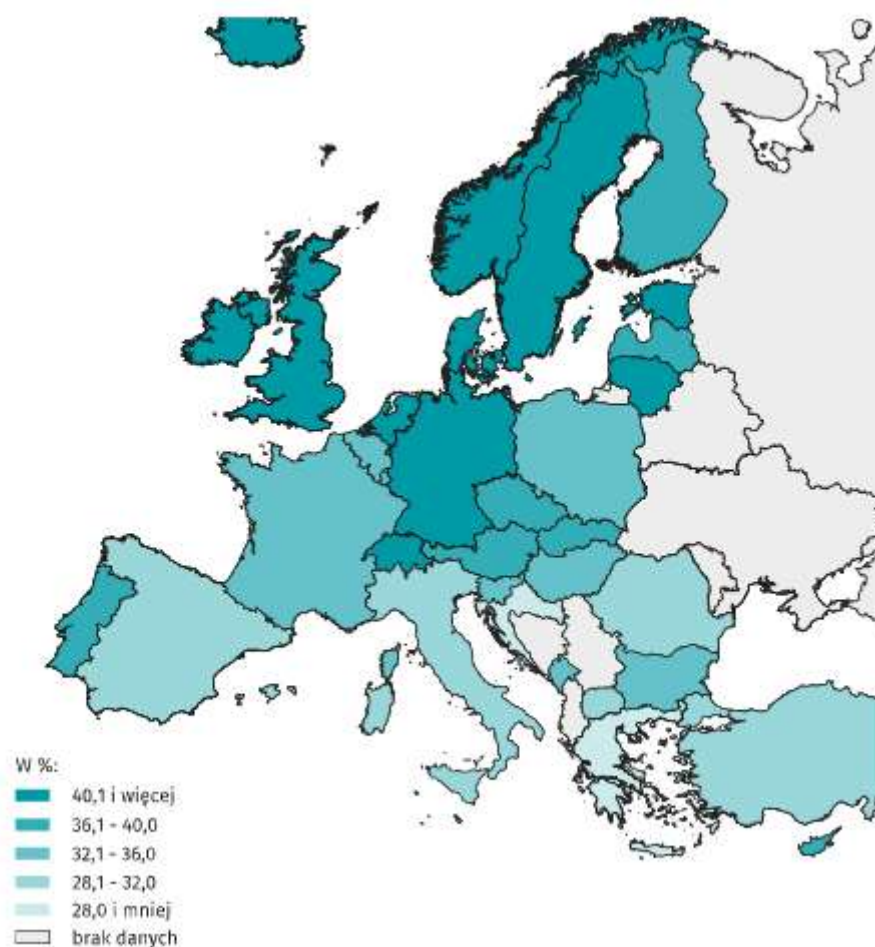 W %:
40,1 i więcej
36,1 - 40,0
32,1 - 36,0
28,1 - 32,0
28,0 i mniej
brak danych